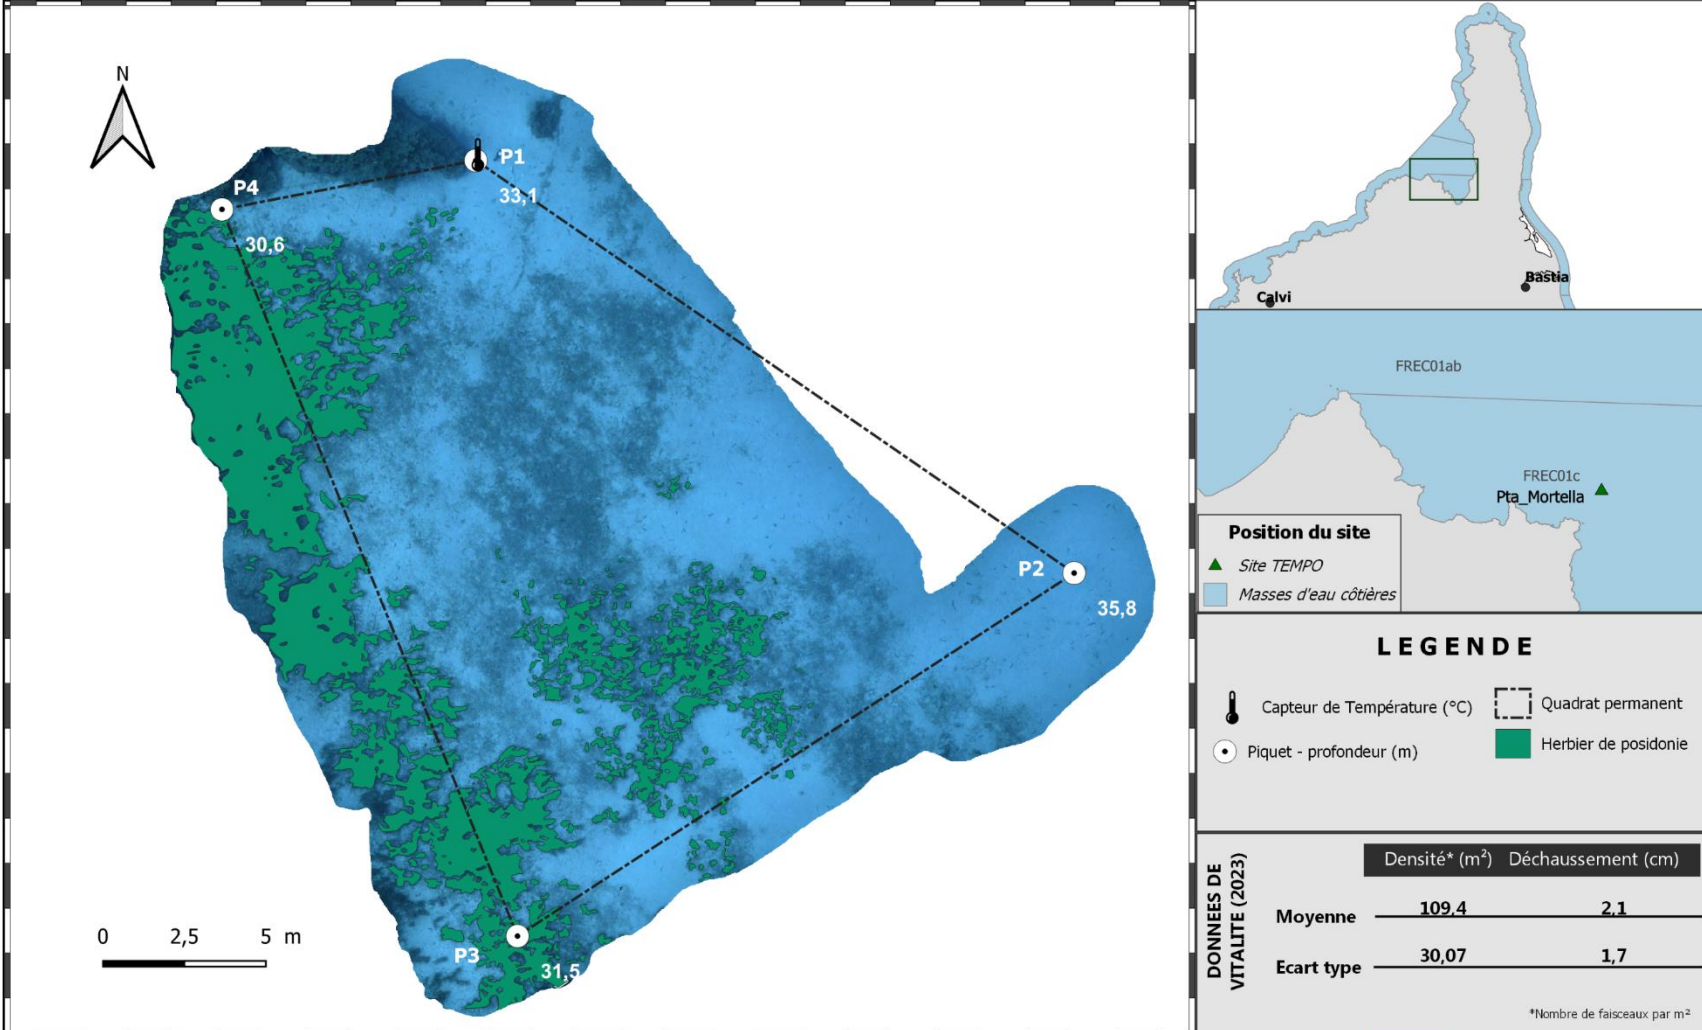 N
P1
33,1
P4
30,6
P2
35,8
P3
31,5
0 2,5 5 m
Bastia
Calvi
FREC01ab
FREC01c
Pta_Mortella
Position du site
Site TEMPO
Masses d'eau côtières
LEGENDE
Capteur de Température (°C)
Quadrat permanent
Piquet - profondeur (m)
Herbier de posidonie
DONNEES DE
VITALITE (2023)
Densité* (m²) Déchaussement (cm)
Moyenne 109,4 2,1
Ecart type 30,07 1,7
*Nombre de faisceaux par m²